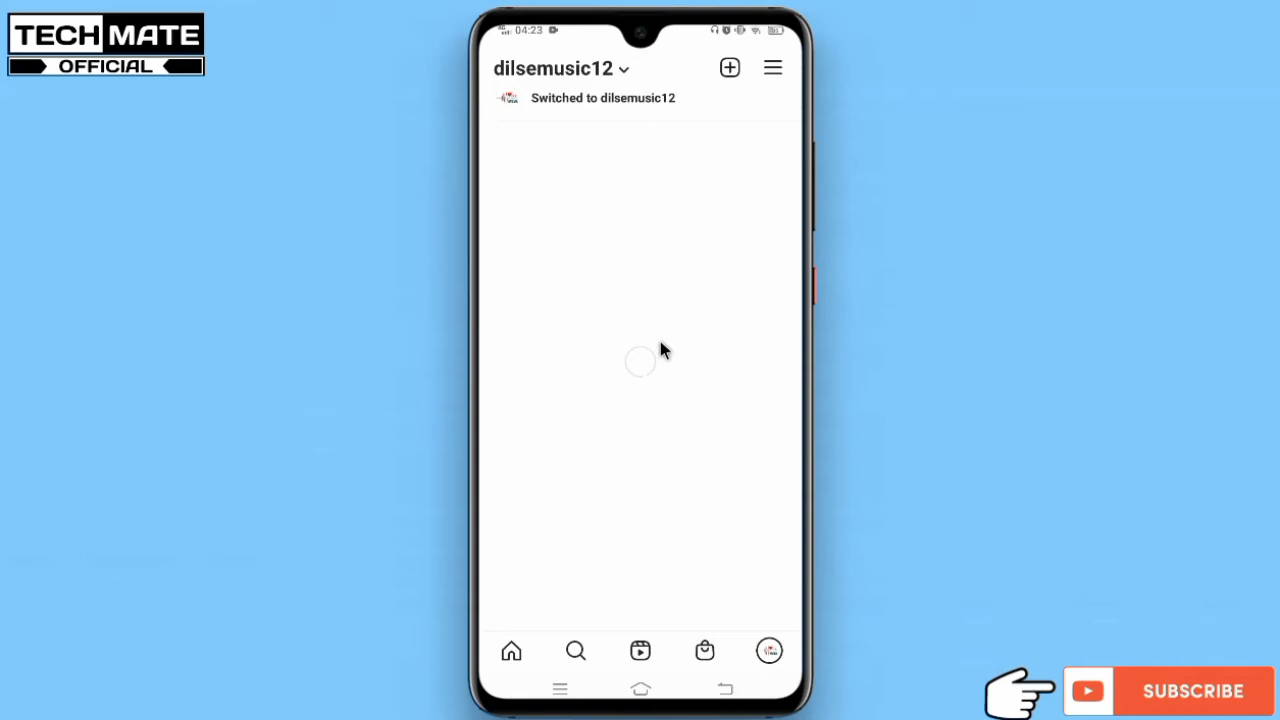 TECH MATE
OFFICIAL
04:23
dilsemusic12
Switched to dilsemusic12
SUBSCRIBE